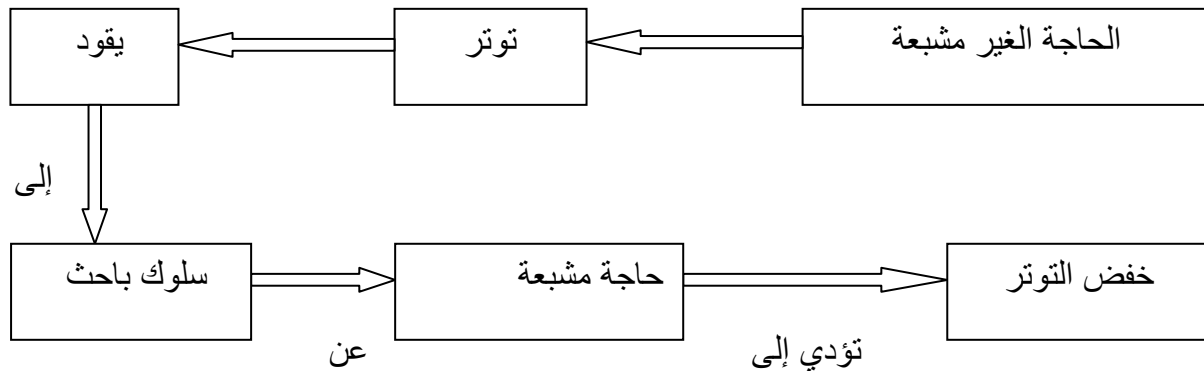 الحاجة الغير مشبعة
توتر
يقود
إلى
سلوك باحث
عن
حاجة مشبعة
تؤدي إلى
خفض التوتر